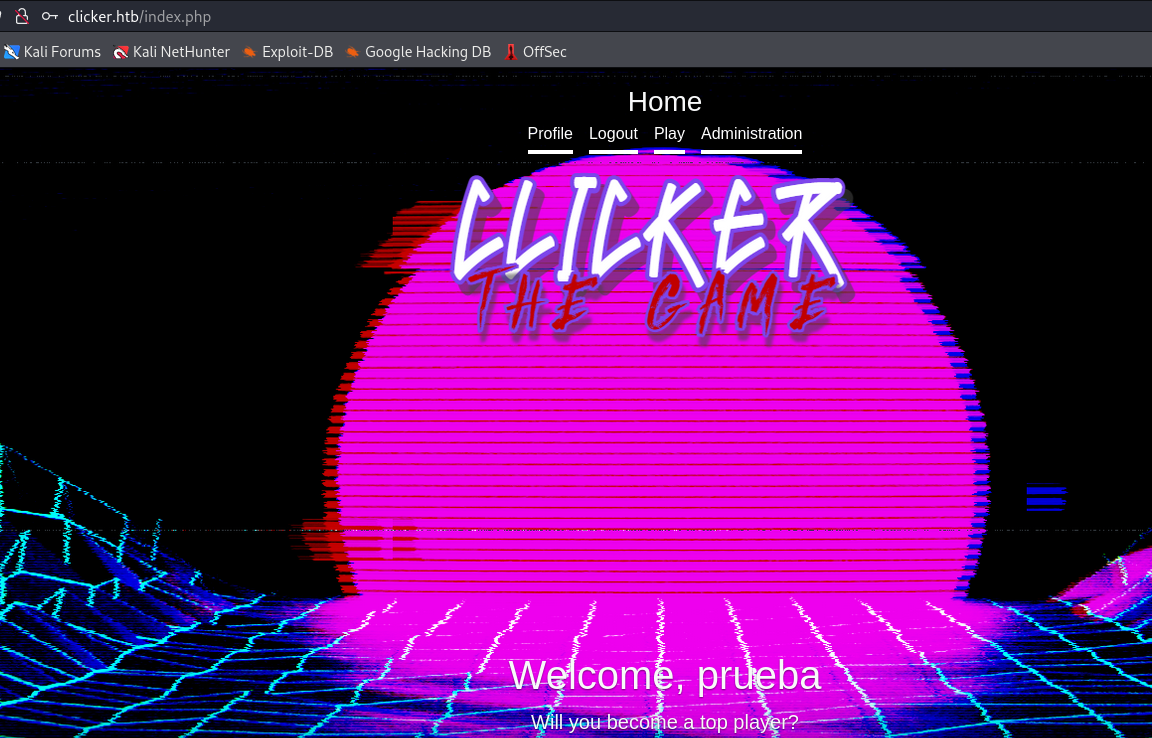 clicker.htb/index.php
Kali Forums Kali NetHunter Exploit-DB Google Hacking DB OffSec
Home
Profile Logout Play Administration
CLICKER
THE GAME
Welcome, prueba
Will you become a top player?